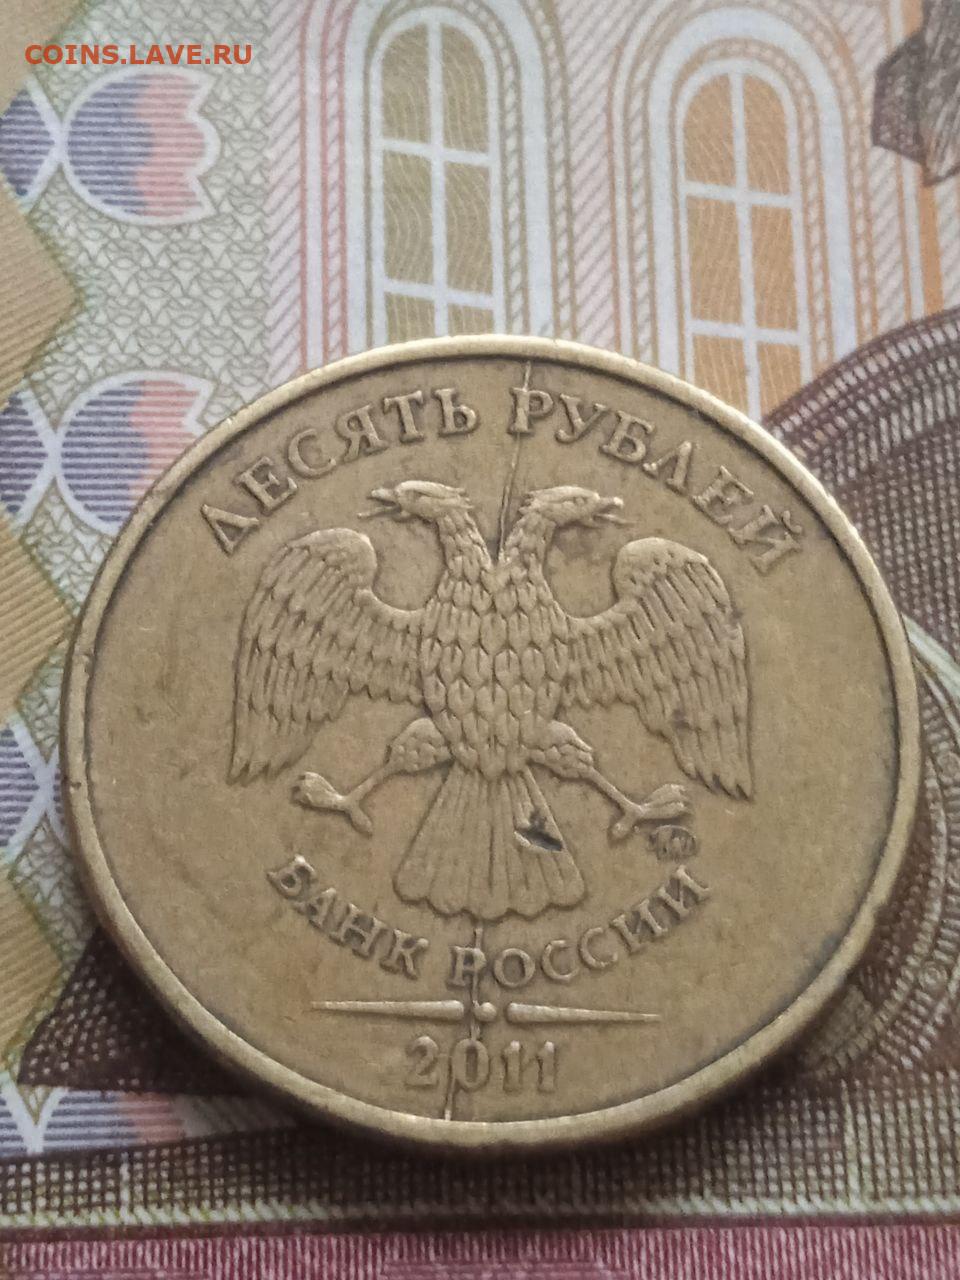 COINS.LAVE.RU
ДЕСЯТЬ РУБЛЕЙ
БАНК РОССИИ
2011